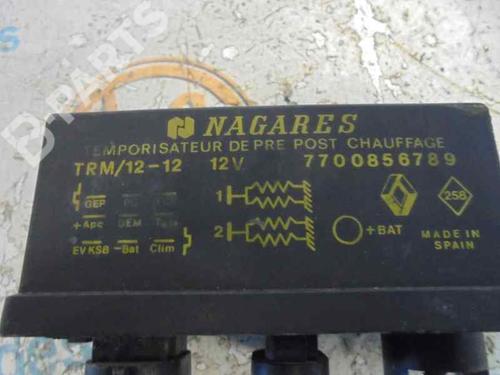 NAGARES
TEMPORISATEUR DE PRE POST CHAUFFAGE
TRM/12-12 12V 7700856789
GEP
1
258
+Apc DEM
2
+BAT
MADE IN
SPAIN
EV KSB -Bat Clim